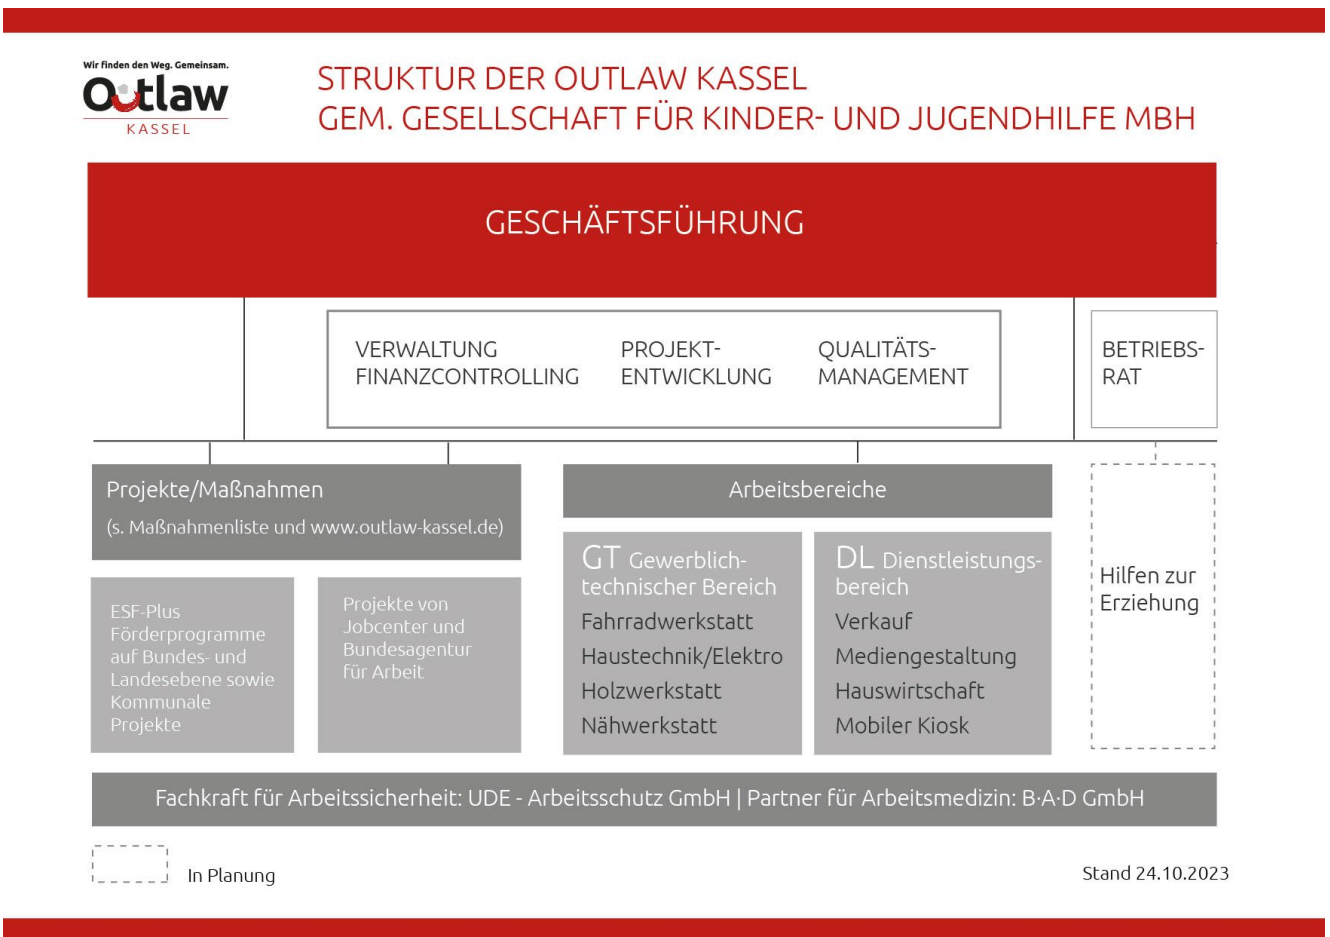 Wir finden den Weg. Gemeinsam.
Outlaw
KASSEL
STRUKTUR DER OUTLAW KASSEL
GEM. GESELLSCHAFT FÜR KINDER- UND JUGENDHILFE MBH
GESCHÄFTSFÜHRUNG
VERWALTUNG
FINANZCONTROLLING
PROJEKT-
ENTWICKLUNG
QUALITÄTS-
MANAGEMENT
BETRIEBS-
RAT
Projekte/Maßnahmen
(s. Maßnahmenliste und www.outlaw-kassel.de)
ESF-Plus
Förderprogramme
auf Bundes- und
Landesebene sowie
Kommunale
Projekte
Projekte von
Jobcenter und
Bundesagentur
für Arbeit
Arbeitsbereiche
GT Gewerblich-
technischer Bereich
Fahrradwerkstatt
Haustechnik/Elektro
Holzwerkstatt
Nähwerkstatt
DL Dienstleistungs-
bereich
Verkauf
Mediengestaltung
Hauswirtschaft
Mobiler Kiosk
Hilfen zur
Erziehung
Fachkraft für Arbeitssicherheit: UDE - Arbeitsschutz GmbH | Partner für Arbeitsmedizin: B·A·D GmbH
In Planung
Stand 24.10.2023